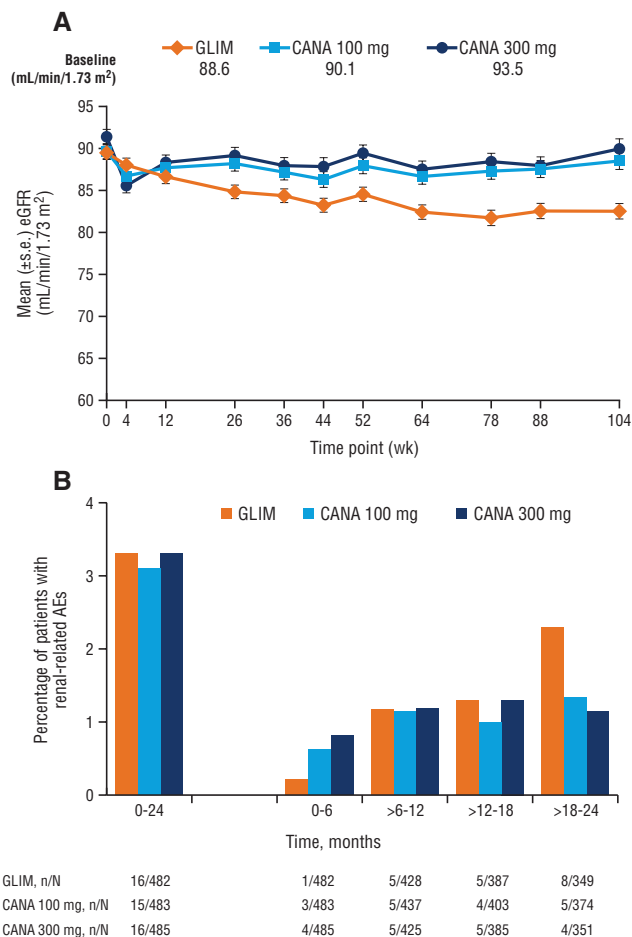 A
Baseline
(mL/min/1.73 m²)
GLIM CANA 100 mg CANA 300 mg
88.6 90.1 93.5
Mean (±s.e.) eGFR
(mL/min/1.73 m²)
95
90
85
80
75
70
65
60
0 4 12 26 36 44 52 64 78 88 104
Time point (wk)
B
GLIM CANA 100 mg CANA 300 mg
Percentage of patients with
renal-related AEs
4
3
2
1
0
0-24 0-6 >6-12 >12-18 >18-24
Time, months
GLIM, n/N 16/482 1/482 5/428 5/387 8/349
CANA 100 mg, n/N 15/483 3/483 5/437 4/403 5/374
CANA 300 mg, n/N 16/485 4/485 5/425 5/385 4/351